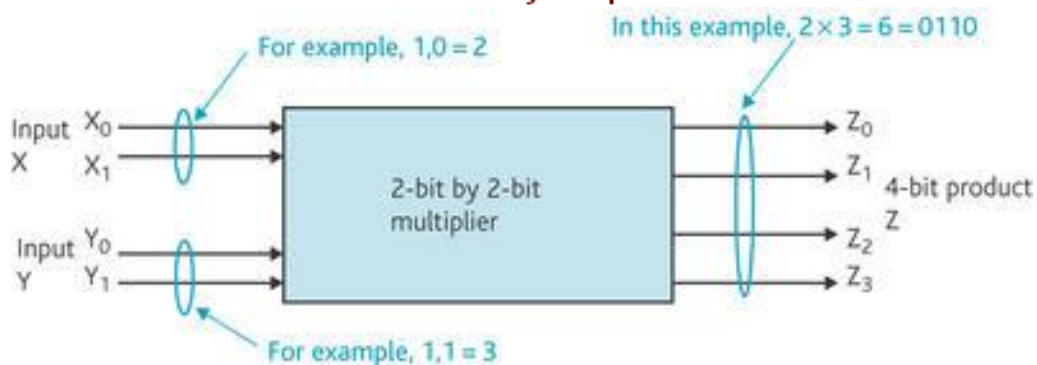 In this example, 2 × 3 = 6 = 0110
For example, 1,0 = 2
Input X0
X X1
Input Y0
Y Y1
2-bit by 2-bit
multiplier
Z0
Z1
4-bit product
Z
Z2
Z3
For example, 1,1 = 3